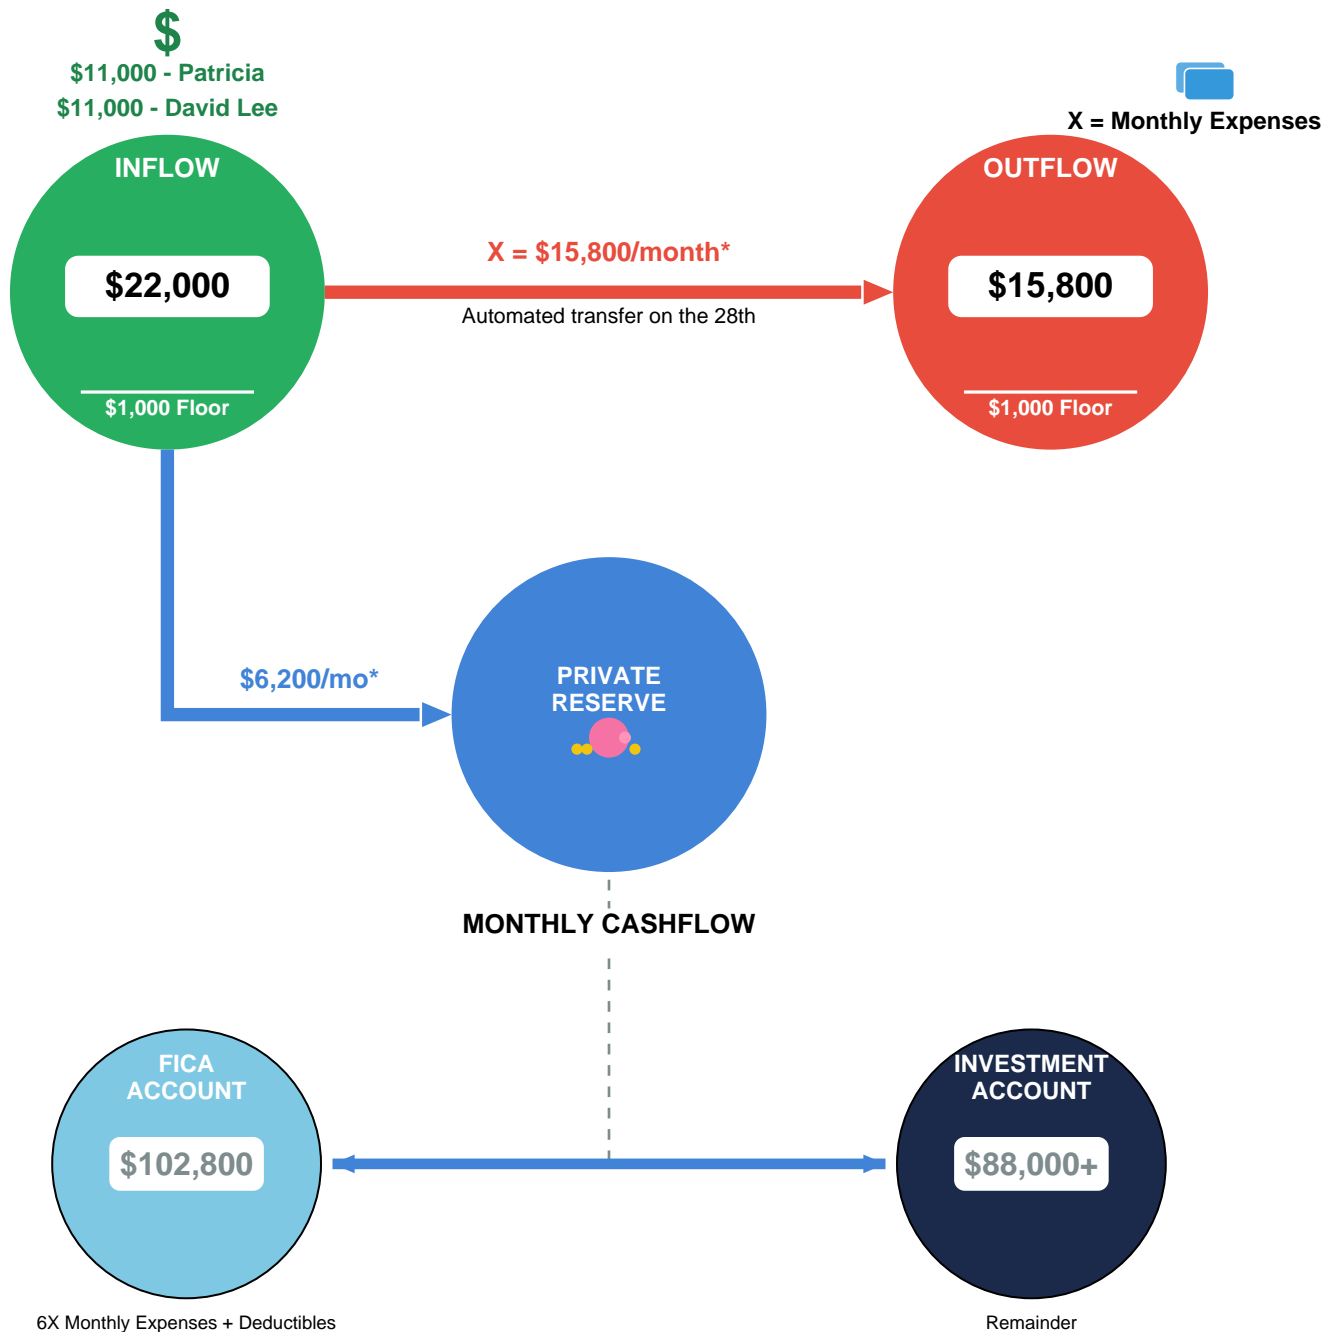 $
$11,000 - Patricia
$11,000 - David Lee
X = Monthly Expenses
INFLOW
OUTFLOW
X = $15,800/month*
$22,000
$15,800
Automated transfer on the 28th
$1,000 Floor
$1,000 Floor
$6,200/mo*
PRIVATE
RESERVE
MONTHLY CASHFLOW
FICA
ACCOUNT
INVESTMENT
ACCOUNT
$102,800
$88,000+
6X Monthly Expenses + Deductibles
Remainder